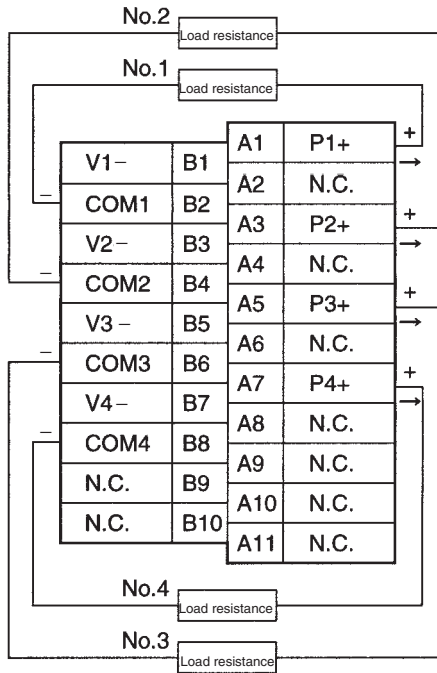 No.2
Load resistance
No.1
Load resistance
V1− B1
COM1 B2
V2− B3
COM2 B4
V3− B5
COM3 B6
V4− B7
COM4 B8
N.C. B9
N.C. B10
A1 P1+
A2 N.C.
A3 P2+
A4 N.C.
A5 P3+
A6 N.C.
A7 P4+
A8 N.C.
A9 N.C.
A10 N.C.
A11 N.C.
−
−
−
−
+
→
+
→
+
→
+
→
No.4
Load resistance
No.3
Load resistance